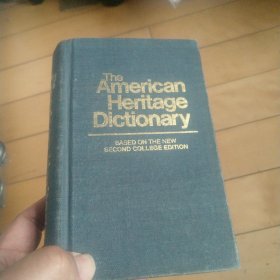 The
American
Heritage
Dictionary
BASED ON THE NEW
SECOND COLLEGE EDITION